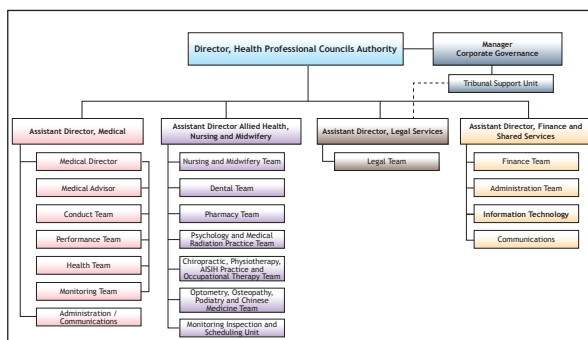 Director, Health Professional Councils Authority
Manager
Corporate Governance
Tribunal Support Unit
Assistant Director, Medical
Medical Director
Medical Advisor
Conduct Team
Performance Team
Health Team
Monitoring Team
Administration /
Communications
Assistant Director Allied Health,
Nursing and Midwifery
Nursing and Midwifery Team
Dental Team
Pharmacy Team
Psychology and Medical
Radiation Practice Team
Chiropractic, Physiotherapy,
AISIH Practice and
Occupational Therapy Team
Optometry, Osteopathy,
Podiatry and Chinese
Medicine Team
Monitoring Inspection and
Scheduling Unit
Assistant Director, Legal Services
Legal Team
Assistant Director, Finance and
Shared Services
Finance Team
Administration Team
Information Technology
Communications